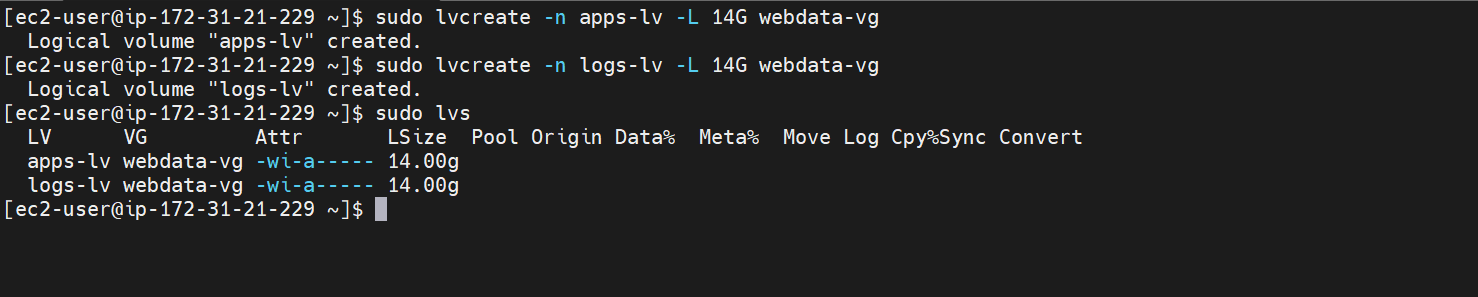 [ec2-user@ip-172-31-21-229 ~]$ sudo lvcreate -n apps-lv -L 14G webdata-vg
  Logical volume "apps-lv" created.
[ec2-user@ip-172-31-21-229 ~]$ sudo lvcreate -n logs-lv -L 14G webdata-vg
  Logical volume "logs-lv" created.
[ec2-user@ip-172-31-21-229 ~]$ sudo lvs
  LV      VG         Attr       LSize  Pool Origin Data%  Meta%  Move Log Cpy%Sync Convert
  apps-lv webdata-vg -wi-a----- 14.00g
  logs-lv webdata-vg -wi-a----- 14.00g
[ec2-user@ip-172-31-21-229 ~]$